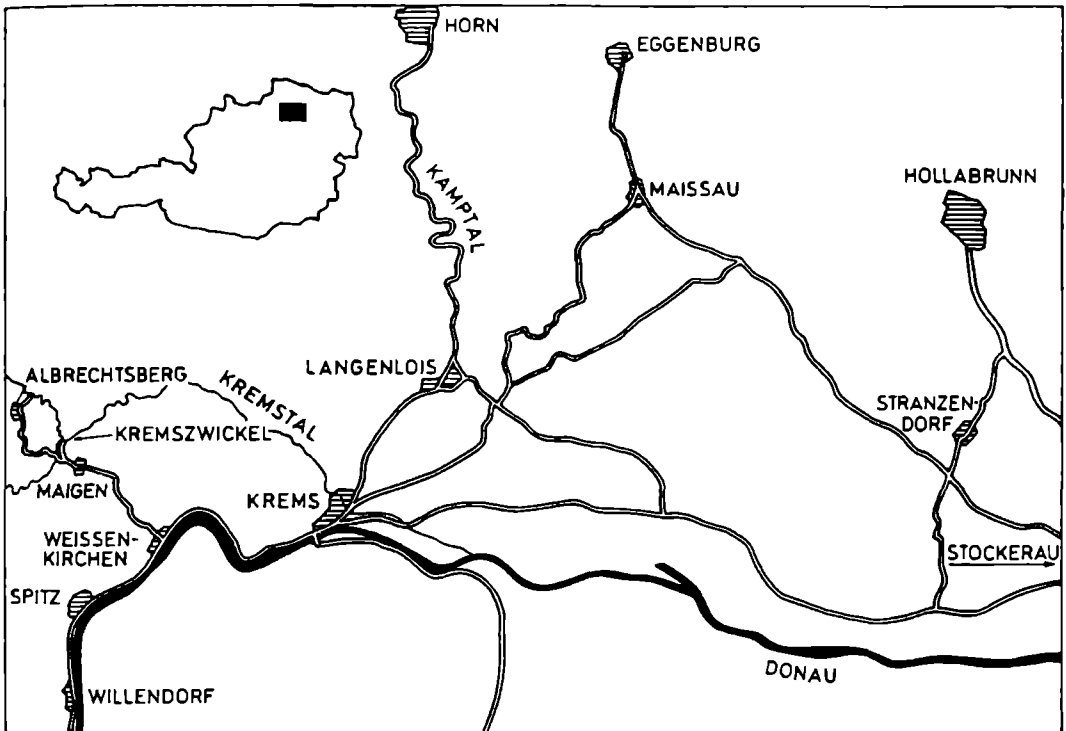 HORN
EGGENBURG
KAMPTAL
MAISSAU
HOLLABRUNN
LANGENLOIS
ALBRECHTSBERG
KREMSTAL
STRANZEN-
DORF
KREMSZWICKEL
MAIGEN
KREMS
WEISSEN-
KIRCHEN
STOCKERAU
SPITZ
DONAU
WILLENDORF